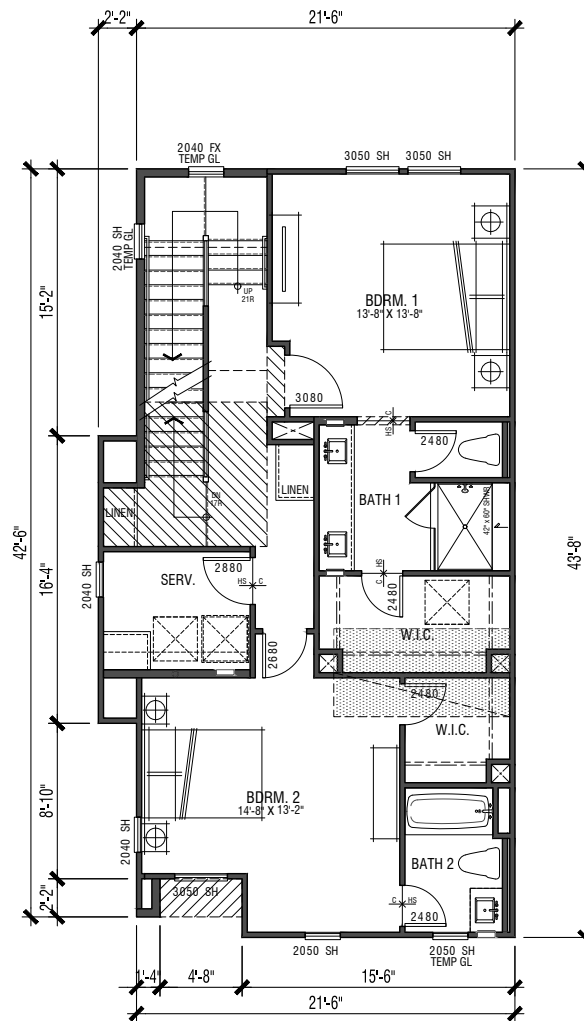 2'-2"
21'-6"
2040 FX
TEMP GL
3050 SH
3050 SH
2040 SH
TEMP GL
15'-2"
UP
21R
BDRM. 1
13'-8" X 13'-8"
3080
HS
C
2480
LINEN
BATH 1
42" x 60" SHWR
LINEN
DN
17R
42'-6"
43'-8"
16'-4"
2040 SH
SERV.
2880
HS
C
C
HS
2480
W.I.C.
2680
2480
W.I.C.
BDRM. 2
14'-8" X 13'-2"
8'-10"
2040 SH
BATH 2
3050 SH
2'-2"
C
HS
2480
2050 SH
2050 SH
TEMP GL
1'-4"
4'-8"
15'-6"
21'-6"